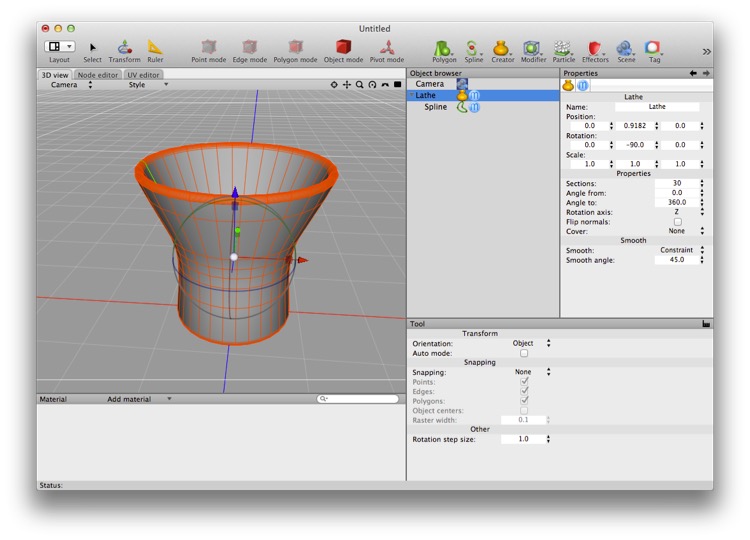 Untitled
Layout Select Transform Ruler Point mode Edge mode Polygon mode Object mode Pivot mode Polygon Spline Creator Modifier Particle Effectors Scene Tag
3D view Node editor UV editor
Camera Style
Object browser
Camera
Lathe
Spline
Properties
Lathe
Name: Lathe
Position:
0.0 0.9182 0.0
Rotation:
0.0 -90.0 0.0
Scale:
1.0 1.0 1.0
Properties
Sections: 30
Angle from: 0.0
Angle to: 360.0
Rotation axis: Z
Flip normals:
Cover: None
Smooth
Smooth: Constraint
Smooth angle: 45.0
Tool
Transform
Orientation: Object
Auto mode:
Snapping
Snapping: None
Points:
Edges:
Polygons:
Object centers:
Raster width: 0.1
Other
Rotation step size: 1.0
Material Add material
Status: